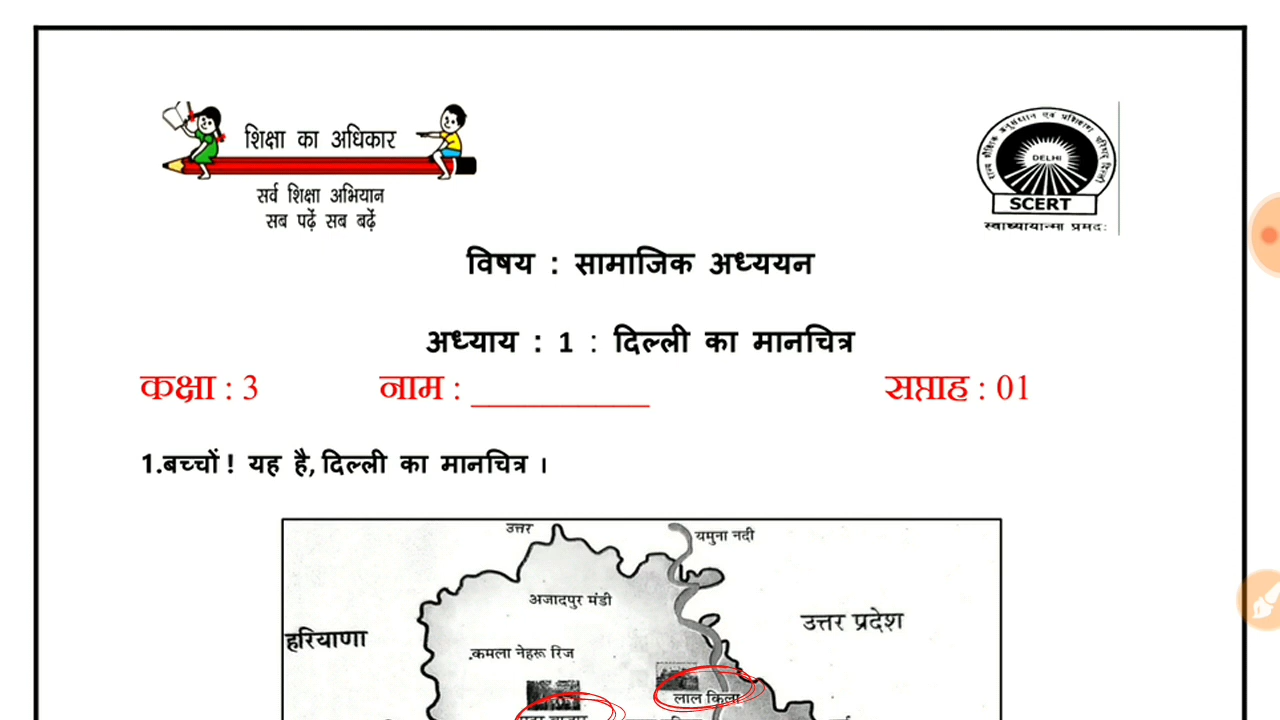 शिक्षा का अधिकार
सर्व शिक्षा अभियान
सब पढ़ें सब बढ़ें
DELHI
SCERT
विषय : सामाजिक अध्ययन
अध्याय : 1 : दिल्ली का मानचित्र
कक्षा : 3 नाम : __________ सप्ताह : 01
1.बच्चों ! यह है, दिल्ली का मानचित्र ।
उत्तर
यमुना नदी
अजादपुर मंडी
उत्तर प्रदेश
हरियाणा
.कमला नेहरू रिज
लाल किला